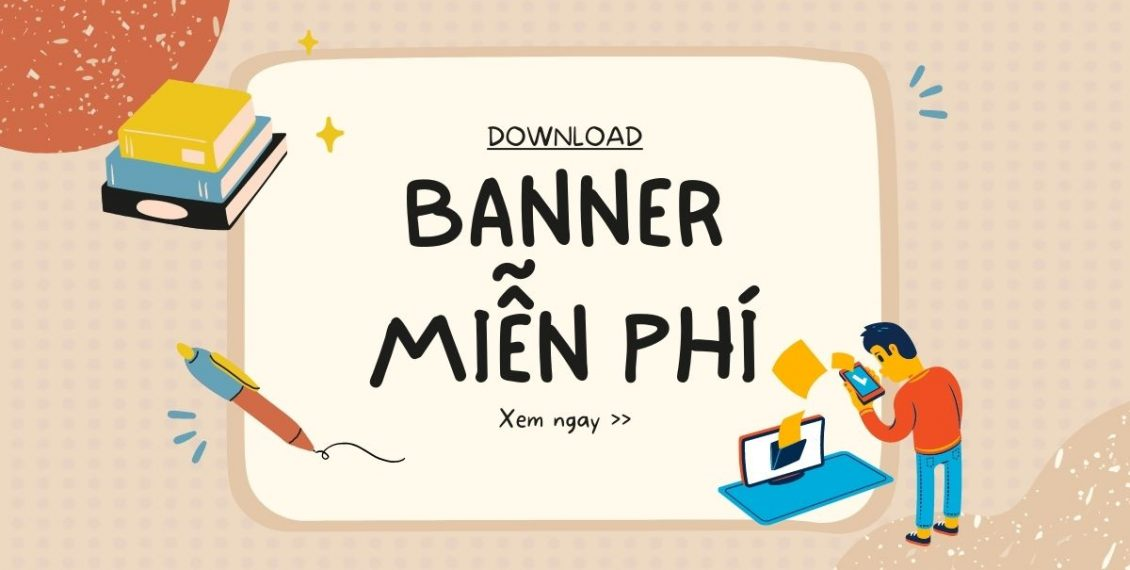 DOWNLOAD
BANNER
MIỄN PHÍ
Xem ngay >>